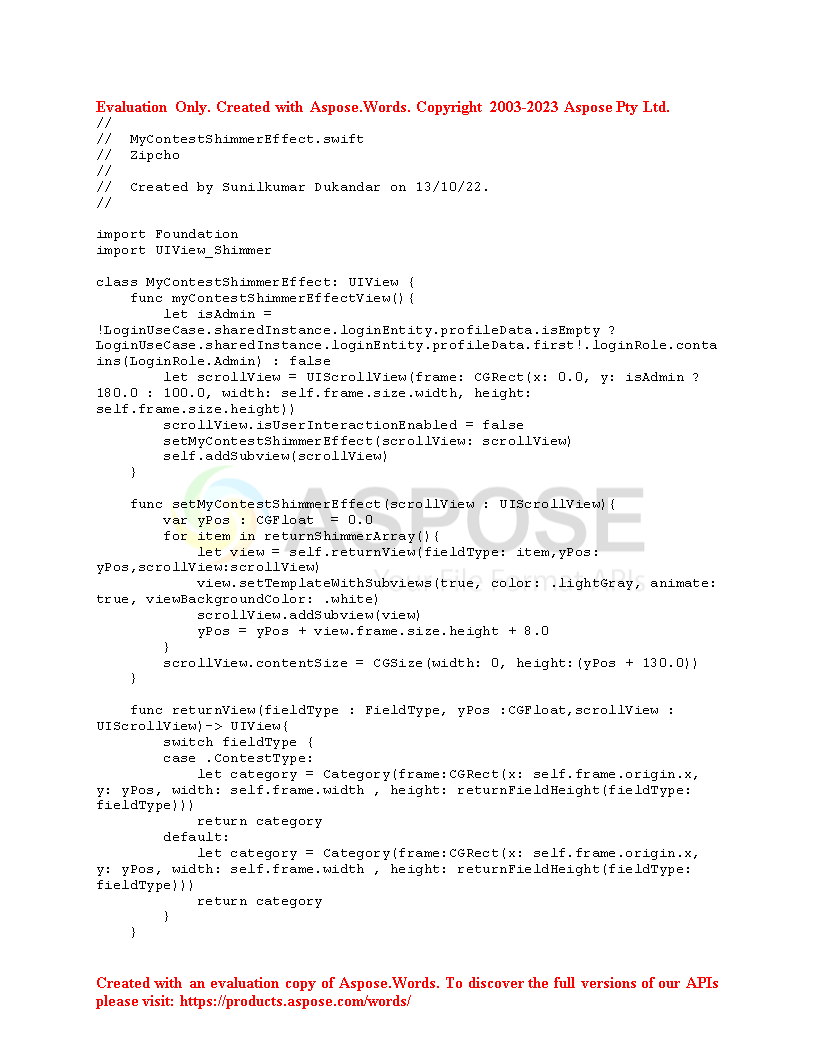 Evaluation Only. Created with Aspose.Words. Copyright 2003-2023 Aspose Pty Ltd.
//
//  MyContestShimmerEffect.swift
//  Zipcho
//
//  Created by Sunilkumar Dukandar on 13/10/22.
//

import Foundation
import UIView_Shimmer

class MyContestShimmerEffect: UIView {
    func myContestShimmerEffectView(){
        let isAdmin =
!LoginUseCase.sharedInstance.loginEntity.profileData.isEmpty ?
LoginUseCase.sharedInstance.loginEntity.profileData.first!.loginRole.conta
ins(LoginRole.Admin) : false
        let scrollView = UIScrollView(frame: CGRect(x: 0.0, y: isAdmin ?
180.0 : 100.0, width: self.frame.size.width, height:
self.frame.size.height))
        scrollView.isUserInteractionEnabled = false
        setMyContestShimmerEffect(scrollView: scrollView)
        self.addSubview(scrollView)
    }

    func setMyContestShimmerEffect(scrollView : UIScrollView){
        var yPos : CGFloat  = 0.0
        for item in returnShimmerArray(){
            let view = self.returnView(fieldType: item,yPos:
yPos,scrollView:scrollView)
            view.setTemplateWithSubviews(true, color: .lightGray, animate:
true, viewBackgroundColor: .white)
            scrollView.addSubview(view)
            yPos = yPos + view.frame.size.height + 8.0
        }
        scrollView.contentSize = CGSize(width: 0, height:(yPos + 130.0))
    }

    func returnView(fieldType : FieldType, yPos :CGFloat,scrollView :
UIScrollView)-> UIView{
        switch fieldType {
        case .ContestType:
            let category = Category(frame:CGRect(x: self.frame.origin.x,
y: yPos, width: self.frame.width , height: returnFieldHeight(fieldType:
fieldType)))
            return category
        default:
            let category = Category(frame:CGRect(x: self.frame.origin.x,
y: yPos, width: self.frame.width , height: returnFieldHeight(fieldType:
fieldType)))
            return category
        }
    }
ASPOSE
Your File Format APIs
Created with an evaluation copy of Aspose.Words. To discover the full versions of our APIs
please visit: https://products.aspose.com/words/